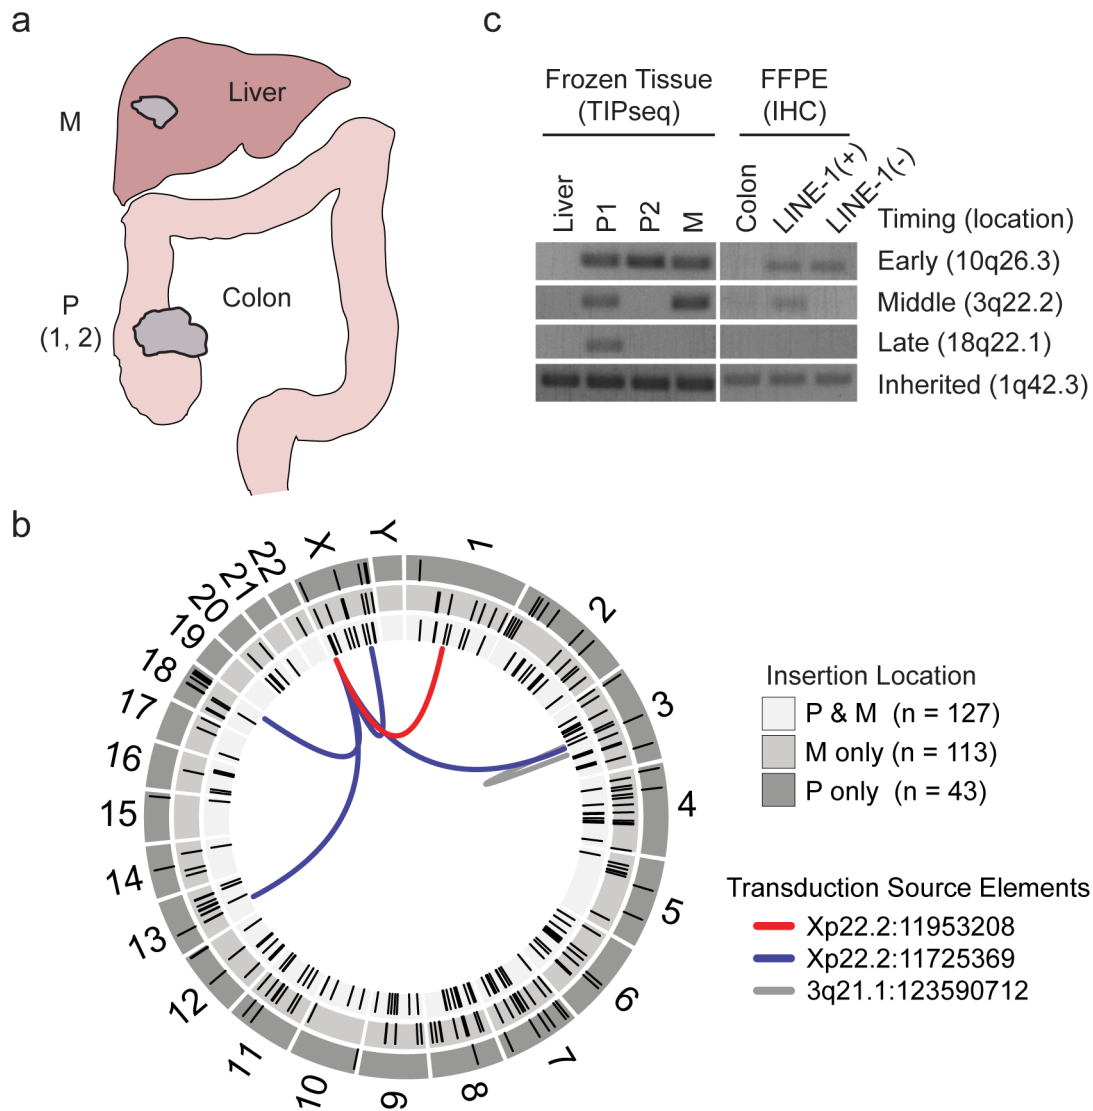 a
Liver
M
Colon
P
(1, 2)
c
Frozen Tissue
(TIPseq)
FFPE
(IHC)
Liver
P1
P2
M
Colon
LINE-1(+)
LINE-1(-)
Timing (location)
Early (10q26.3)
Middle (3q22.2)
Late (18q22.1)
Inherited (1q42.3)
b
1
2
3
4
5
6
7
8
9
10
11
12
13
14
15
16
17
18
19
20
21
22
X
Y
Insertion Location
P & M (n = 127)
M only (n = 113)
P only (n = 43)
Transduction Source Elements
Xp22.2:11953208
Xp22.2:11725369
3q21.1:123590712